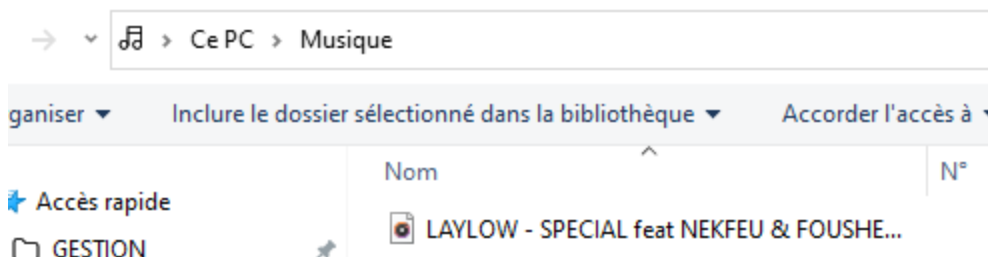 Ce PC > Musique
ganiser Inclure le dossier sélectionné dans la bibliothèque Accorder l'accès à
Nom N°
Accès rapide
LAYLOW - SPECIAL feat NEKFEU & FOUSHE...
GESTION